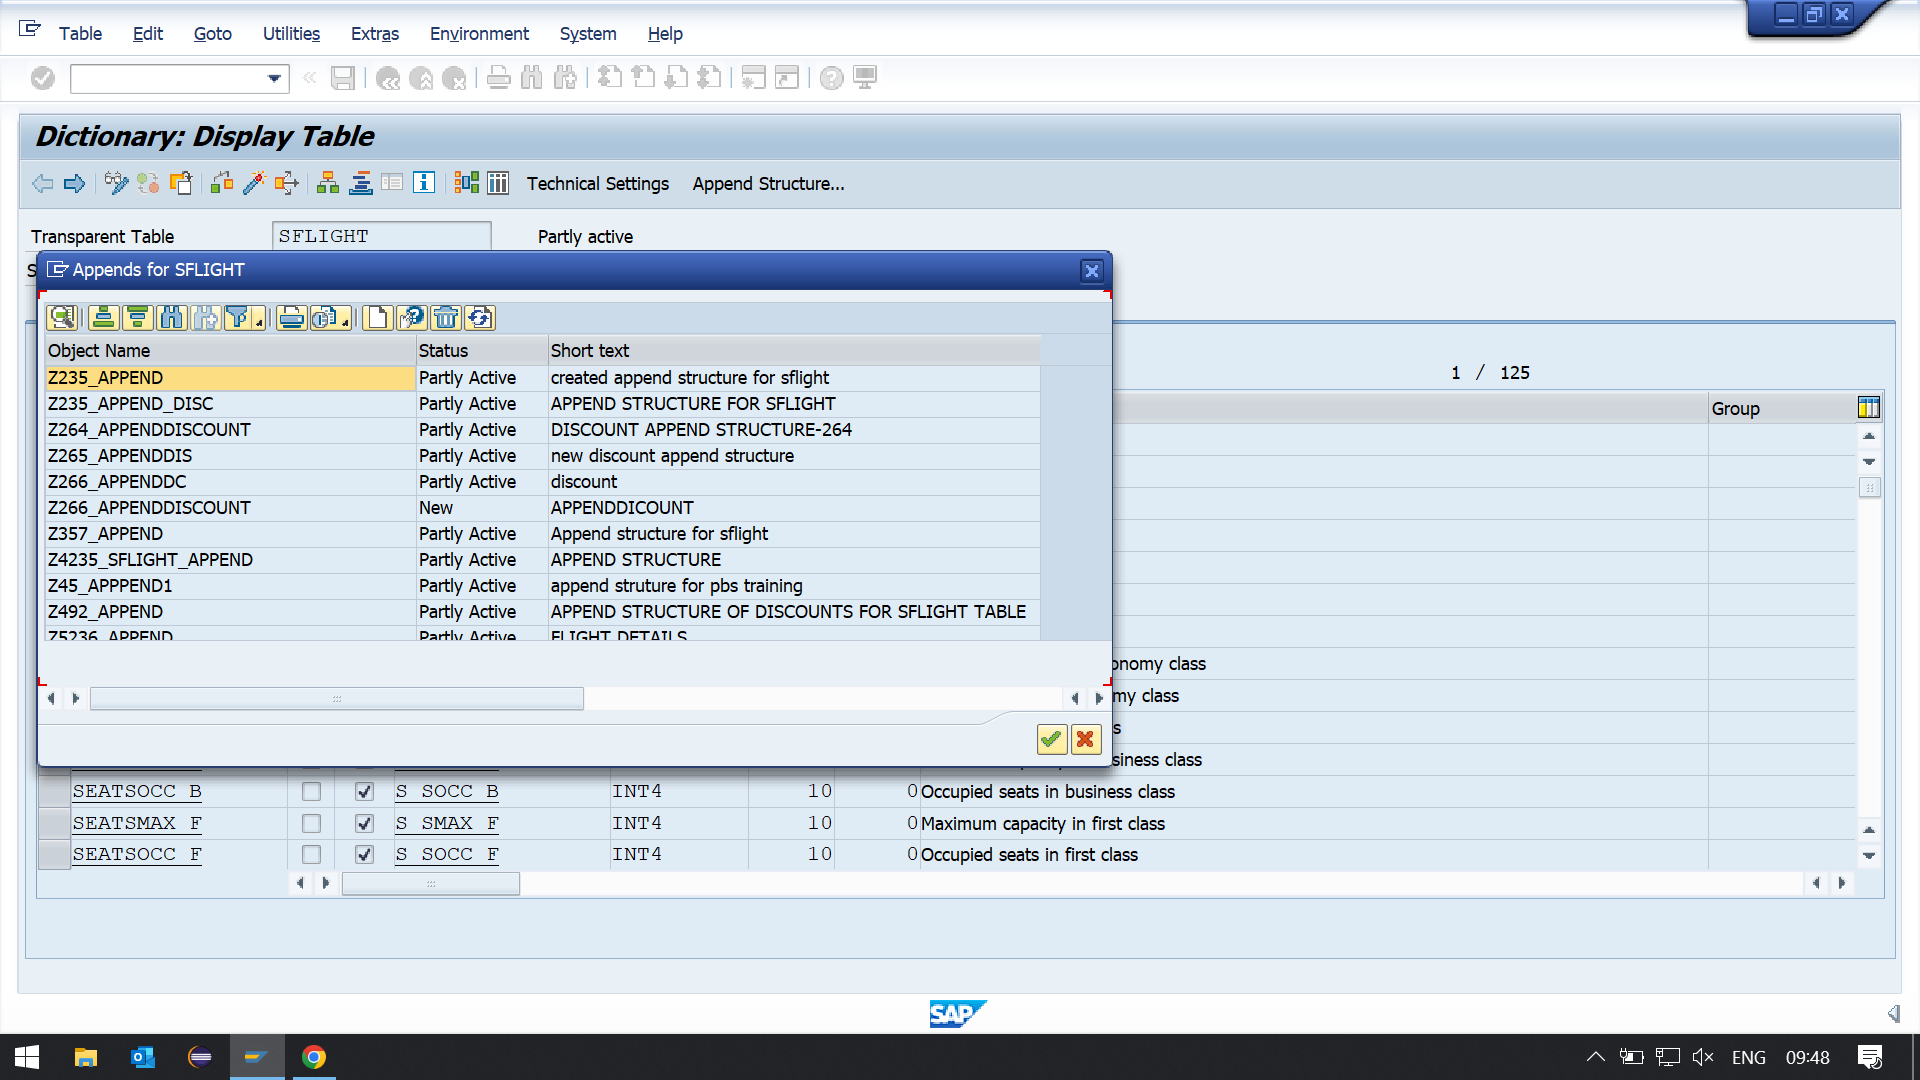 Table Edit Goto Utilities Extras Environment System Help
Dictionary: Display Table
Technical Settings Append Structure...
Transparent Table SFLIGHT Partly active
S
Appends for SFLIGHT
Object Name Status Short text
Z235_APPEND Partly Active created append structure for sflight
Z235_APPEND_DISC Partly Active APPEND STRUCTURE FOR SFLIGHT
Z264_APPENDDISCOUNT Partly Active DISCOUNT APPEND STRUCTURE-264
Z265_APPENDDIS Partly Active new discount append structure
Z266_APPENDDC Partly Active discount
Z266_APPENDDISCOUNT New APPENDDICOUNT
Z357_APPEND Partly Active Append structure for sflight
Z4235_SFLIGHT_APPEND Partly Active APPEND STRUCTURE
Z45_APPPEND1 Partly Active append struture for pbs training
Z492_APPEND Partly Active APPEND STRUCTURE OF DISCOUNTS FOR SFLIGHT TABLE
Z5236_APPEND Partly Active FLIGHT DETAILS
1 / 125
Group
onomy class
my class
s
siness class
SEATSOCC_B S_SOCC_B INT4 10 0 Occupied seats in business class
SEATSMAX_F S_SMAX_F INT4 10 0 Maximum capacity in first class
SEATSOCC_F S_SOCC_F INT4 10 0 Occupied seats in first class
SAP
ENG 09:48